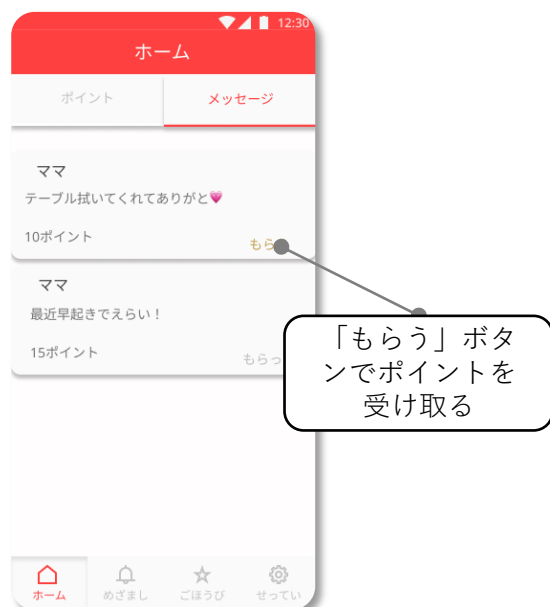 12:30
ホーム
ポイント メッセージ
ママ
テーブル拭いてくれてありがと💗
10ポイント
もら
ママ
最近早起きでえらい！
15ポイント
もらっ
「もらう」ボタ
ンでポイントを
受け取る
ホーム めざまし ごほうび せってい